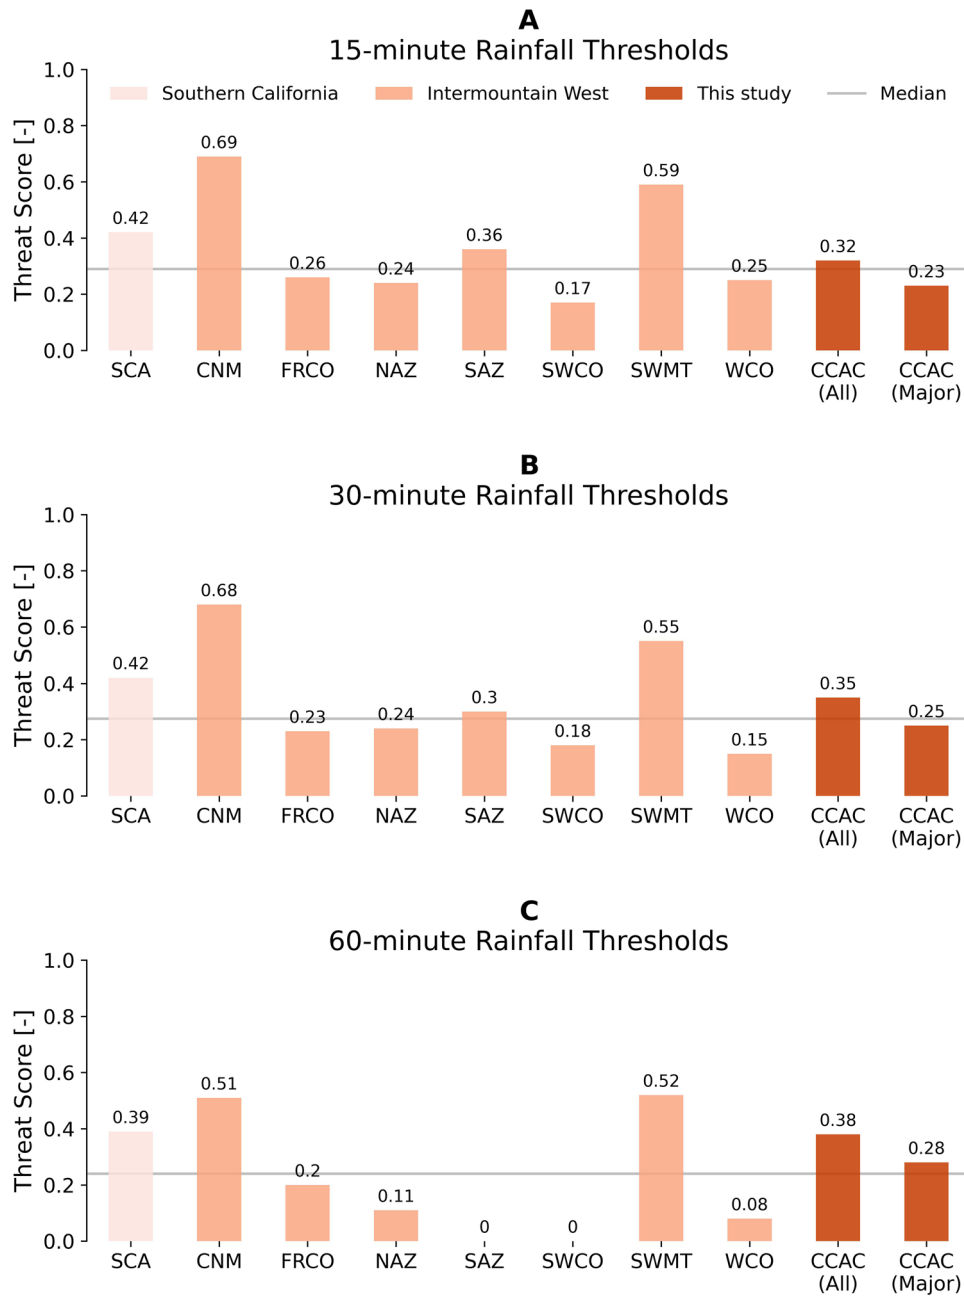 A
15-minute Rainfall Thresholds
Southern California Intermountain West This study Median
Threat Score [-]
1.0
0.8
0.6
0.4
0.2
0.0
0.42 0.69 0.26 0.24 0.36 0.17 0.59 0.25 0.32 0.23
SCA CNM FRCO NAZ SAZ SWCO SWMT WCO CCAC CCAC
(All) (Major)
B
30-minute Rainfall Thresholds
Threat Score [-]
1.0
0.8
0.6
0.4
0.2
0.0
0.42 0.68 0.23 0.24 0.3 0.18 0.55 0.15 0.35 0.25
SCA CNM FRCO NAZ SAZ SWCO SWMT WCO CCAC CCAC
(All) (Major)
C
60-minute Rainfall Thresholds
Threat Score [-]
1.0
0.8
0.6
0.4
0.2
0.0
0.39 0.51 0.2 0.11 0 0 0.52 0.08 0.38 0.28
SCA CNM FRCO NAZ SAZ SWCO SWMT WCO CCAC CCAC
(All) (Major)